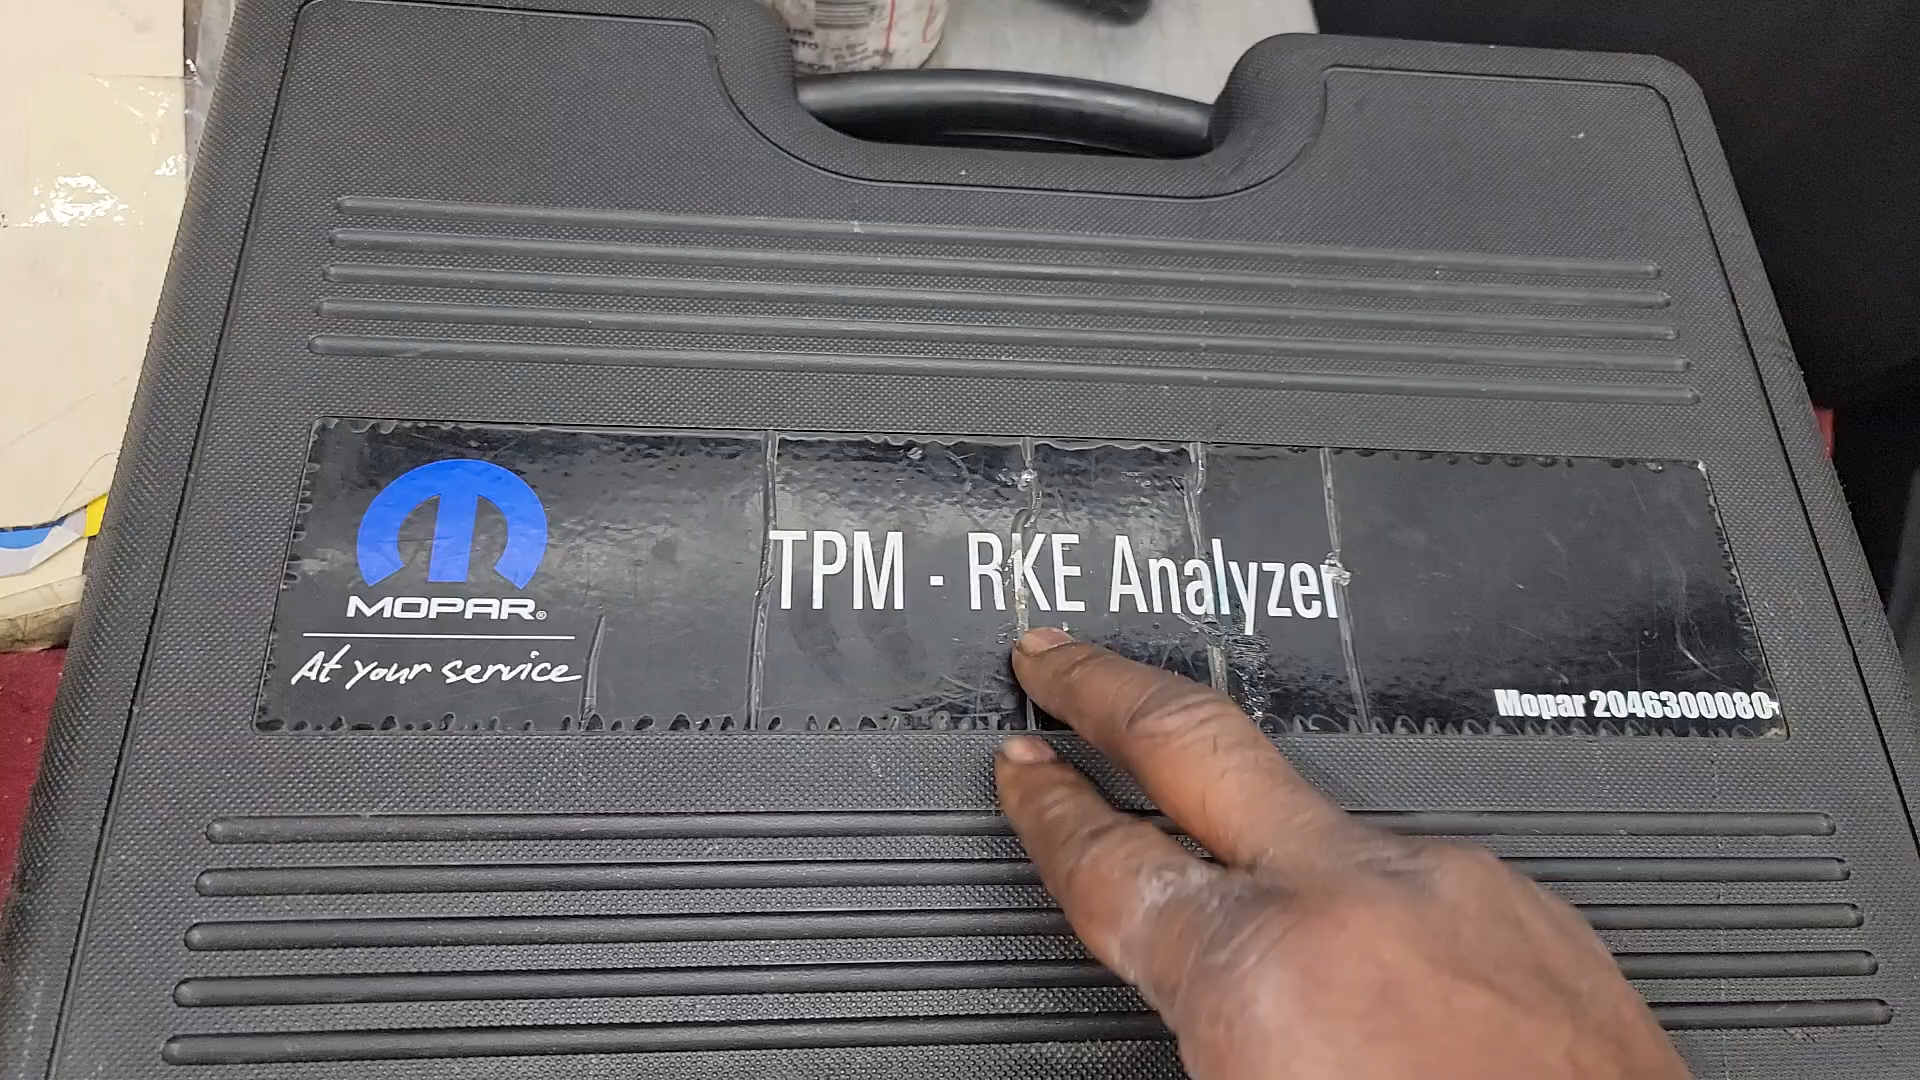 TPM - RKE Analyzer
MOPAR®
At your service
Mopar 2046300080